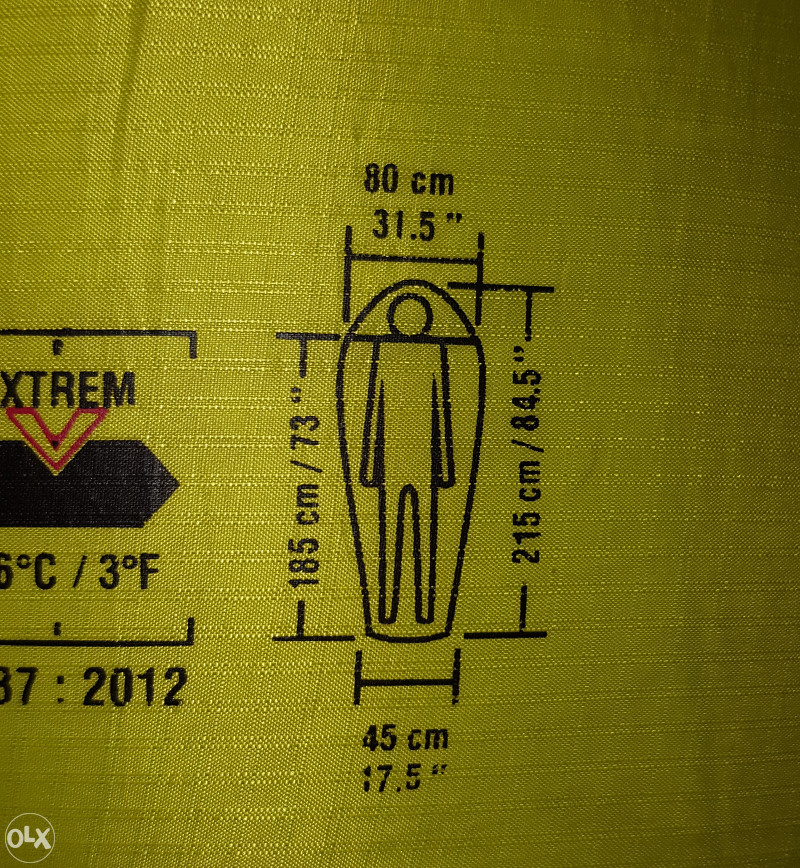 80 cm
31.5 "
XTREM
185 cm / 73 "
215 cm / 84.5 "
6°C / 3°F
37 : 2012
45 cm
17.5 "
OLX